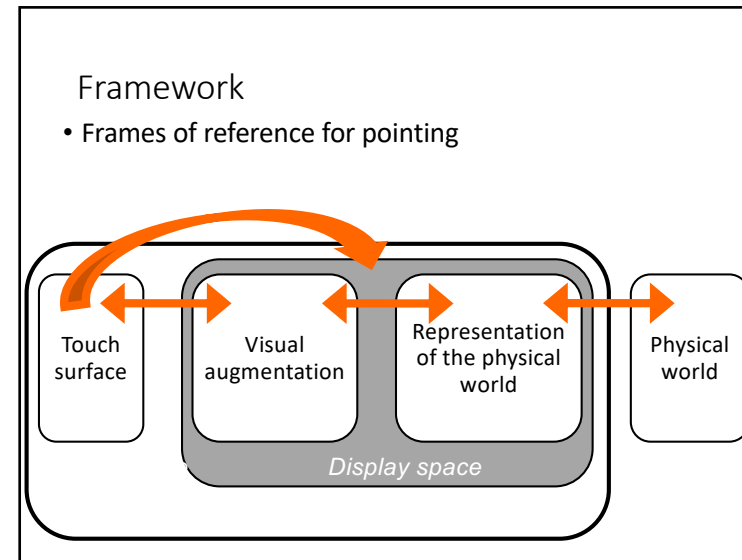 Framework
• Frames of reference for pointing
Touch
surface
Visual
augmentation
Representation
of the physical
world
Physical
world
Display space